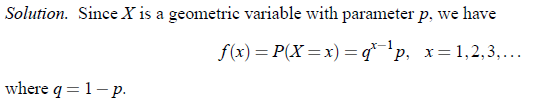 Solution. Since X is a geometric variable with parameter p, we have
f(x) = P(X = x) = q^{x−1} p, x = 1,2,3,...
where q = 1 − p.